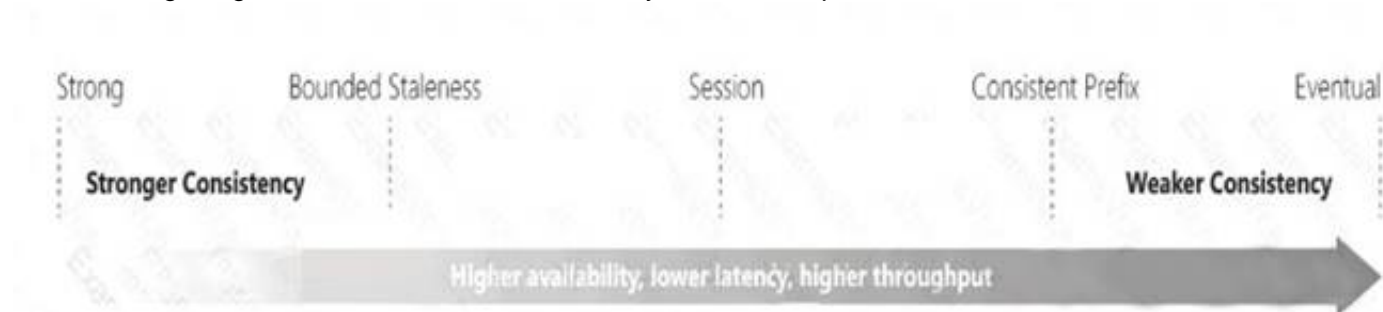 Strong Bounded Staleness Session Consistent Prefix Eventual
Stronger Consistency Weaker Consistency
Higher availability, lower latency, higher throughput